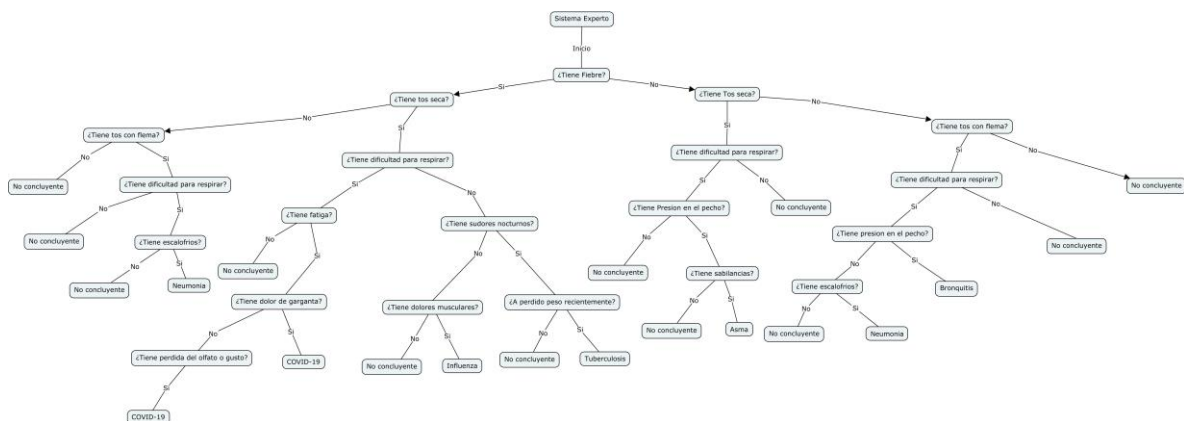 Sistema Experto
Inicio
¿Tiene Fiebre?
Si
No
¿Tiene tos seca?
¿Tiene Tos seca?
No
Si
Si
No
¿Tiene tos con flema?
¿Tiene tos con flema?
¿Tiene dificultad para respirar?
¿Tiene dificultad para respirar?
No
Si
Si
No
Si
No
Si
No
No concluyente
¿Tiene dificultad para respirar?
¿Tiene dificultad para respirar?
No concluyente
¿Tiene fatiga?
¿Tiene sudores nocturnos?
¿Tiene Presion en el pecho?
No concluyente
No
Si
Si
No
No concluyente
¿Tiene escalofrios?
¿Tiene presion en el pecho?
No concluyente
No
Si
No
Si
No
Si
No
Si
No
Si
No concluyente
Neumonia
No concluyente
No concluyente
¿Tiene sabilancias?
¿Tiene escalofrios?
Bronquitis
¿Tiene dolor de garganta?
¿Tiene dolores musculares?
¿A perdido peso recientemente?
No
Si
No
Si
No
Si
No
Si
No
Si
No concluyente
Asma
No concluyente
Neumonia
¿Tiene perdida del olfato o gusto?
COVID-19
No concluyente
Influenza
No concluyente
Tuberculosis
Si
COVID-19